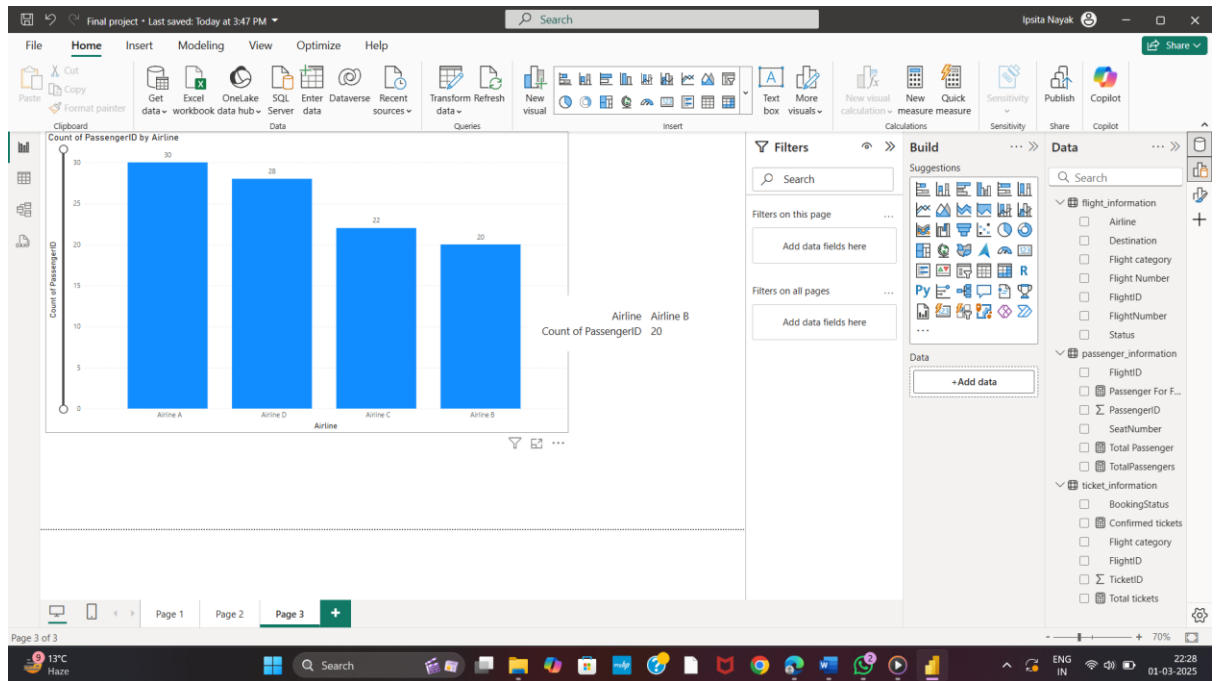 Final project • Last saved: Today at 3:47 PM
Search
Ipsita Nayak
File Home Insert Modeling View Optimize Help
Share
Paste
Cut
Copy
Format painter
Clipboard
Get data
Excel workbook
OneLake data hub
SQL Server
Enter data
Dataverse
Recent sources
Data
Transform data
Refresh
Queries
New visual
Text box
More visuals
Insert
New visual calculation
New measure
Quick measure
Calculations
Sensitivity
Sensitivity
Publish
Share
Copilot
Copilot
Count of PassengerID by Airline
Count of PassengerID
30
25
20
15
10
5
0
30
28
22
20
Airline A
Airline D
Airline C
Airline B
Airline
Airline Airline B
Count of PassengerID 20
Filters
Search
Filters on this page ...
Add data fields here
Filters on all pages ...
Add data fields here
Build ...
Suggestions
R
Py
...
Data
+Add data
Data ...
Search
flight_information
Airline
Destination
Flight category
Flight Number
FlightID
FlightNumber
Status
passenger_information
FlightID
Passenger For F...
PassengerID
SeatNumber
Total Passenger
TotalPassengers
ticket_information
BookingStatus
Confirmed tickets
Flight category
FlightID
TicketID
Total tickets
Page 1
Page 2
Page 3
+
Page 3 of 3
- + 70%
9
13°C
Haze
Search
2
ENG
IN
22:28
01-03-2025